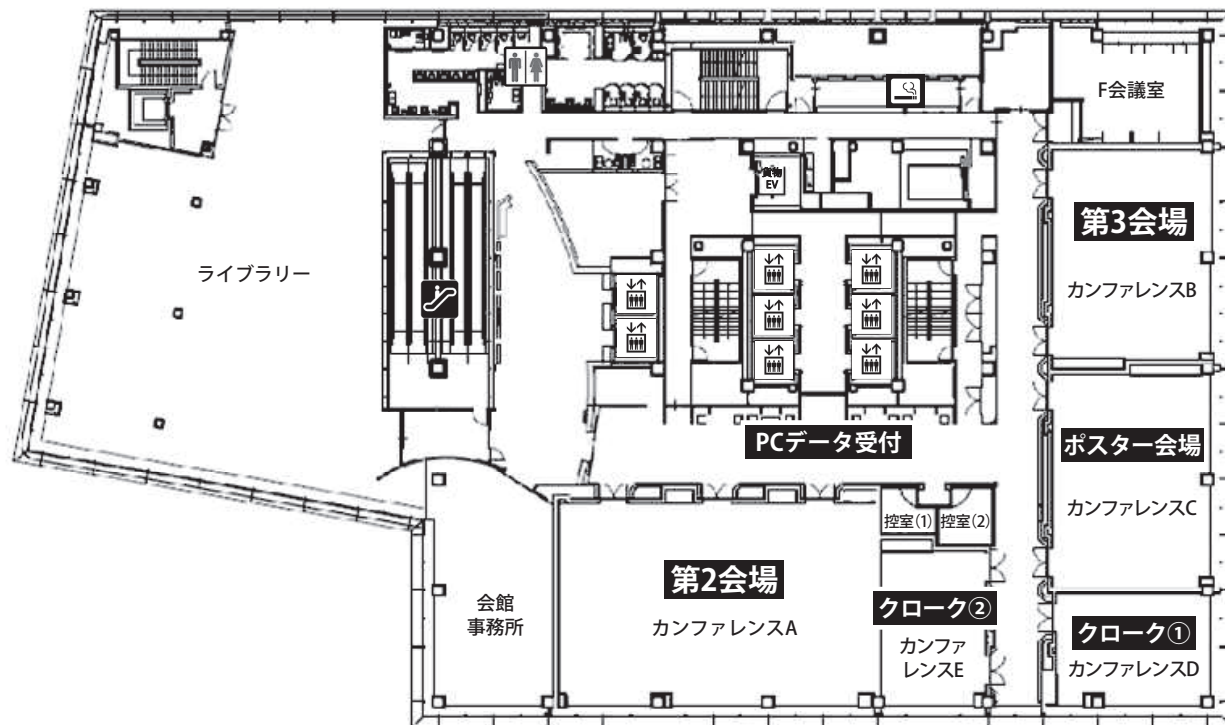 F会議室
貨物
EV
第3会場
カンファレンスB
ライブラリー
PCデータ受付
ポスター会場
カンファレンスC
控室(1)
控室(2)
第2会場
カンファレンスA
会館
事務所
クローク②
カンファ
レンスE
クローク①
カンファレンスD